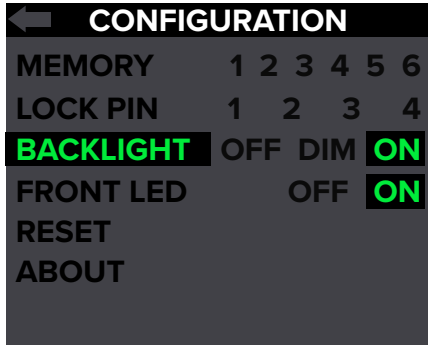 CONFIGURATION
MEMORY 1 2 3 4 5 6
LOCK PIN 1 2 3 4
BACKLIGHT OFF DIM ON
FRONT LED OFF ON
RESET
ABOUT